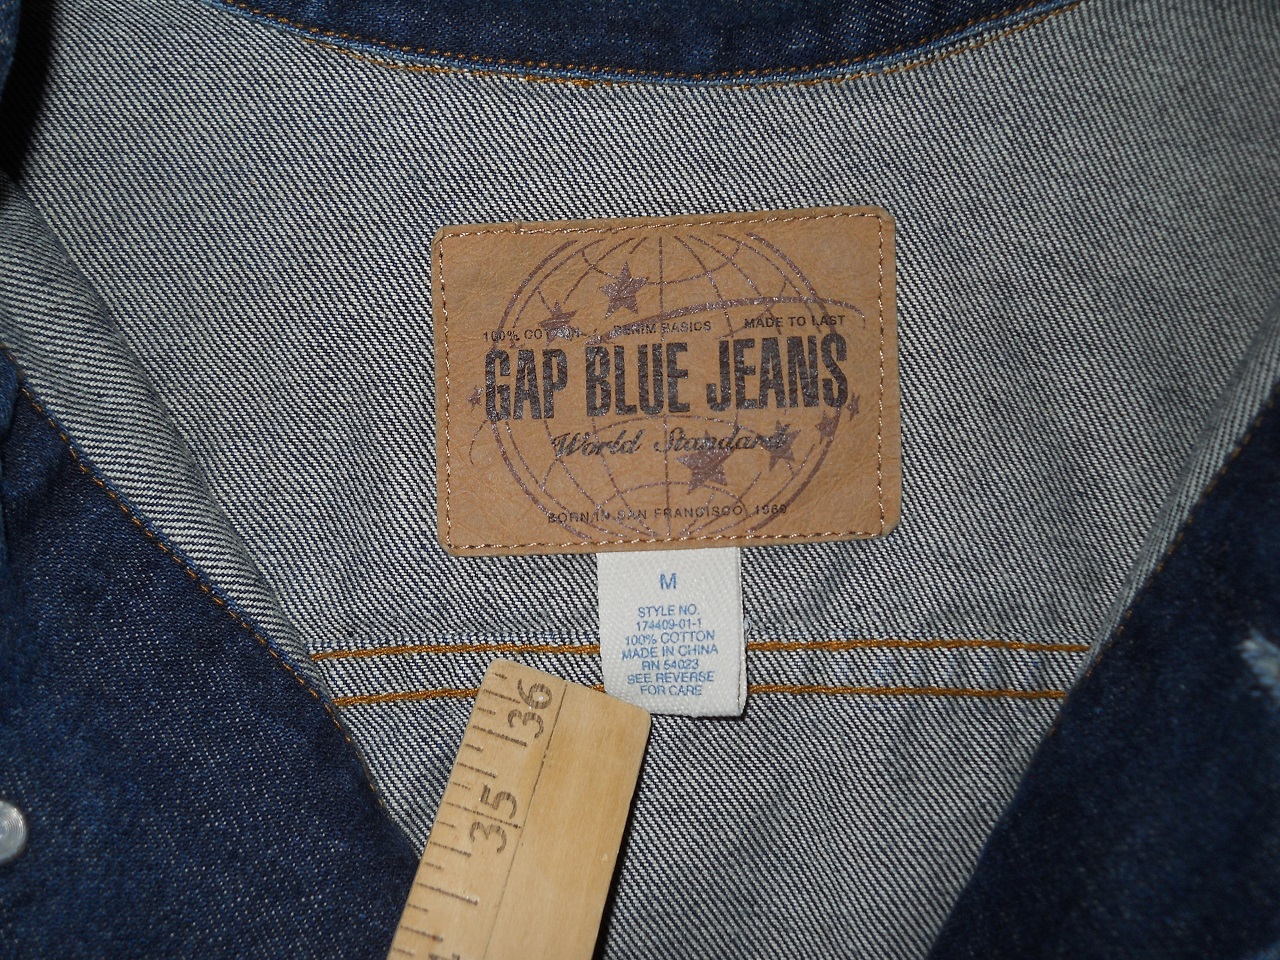 100% COTTON DENIM BASICS MADE TO LAST
GAP BLUE JEANS
World Standard
BORN IN SAN FRANCISCO, 1969
M
STYLE NO.
174409-01-1
100% COTTON
MADE IN CHINA
RN 54023
SEE REVERSE
FOR CARE
36
35